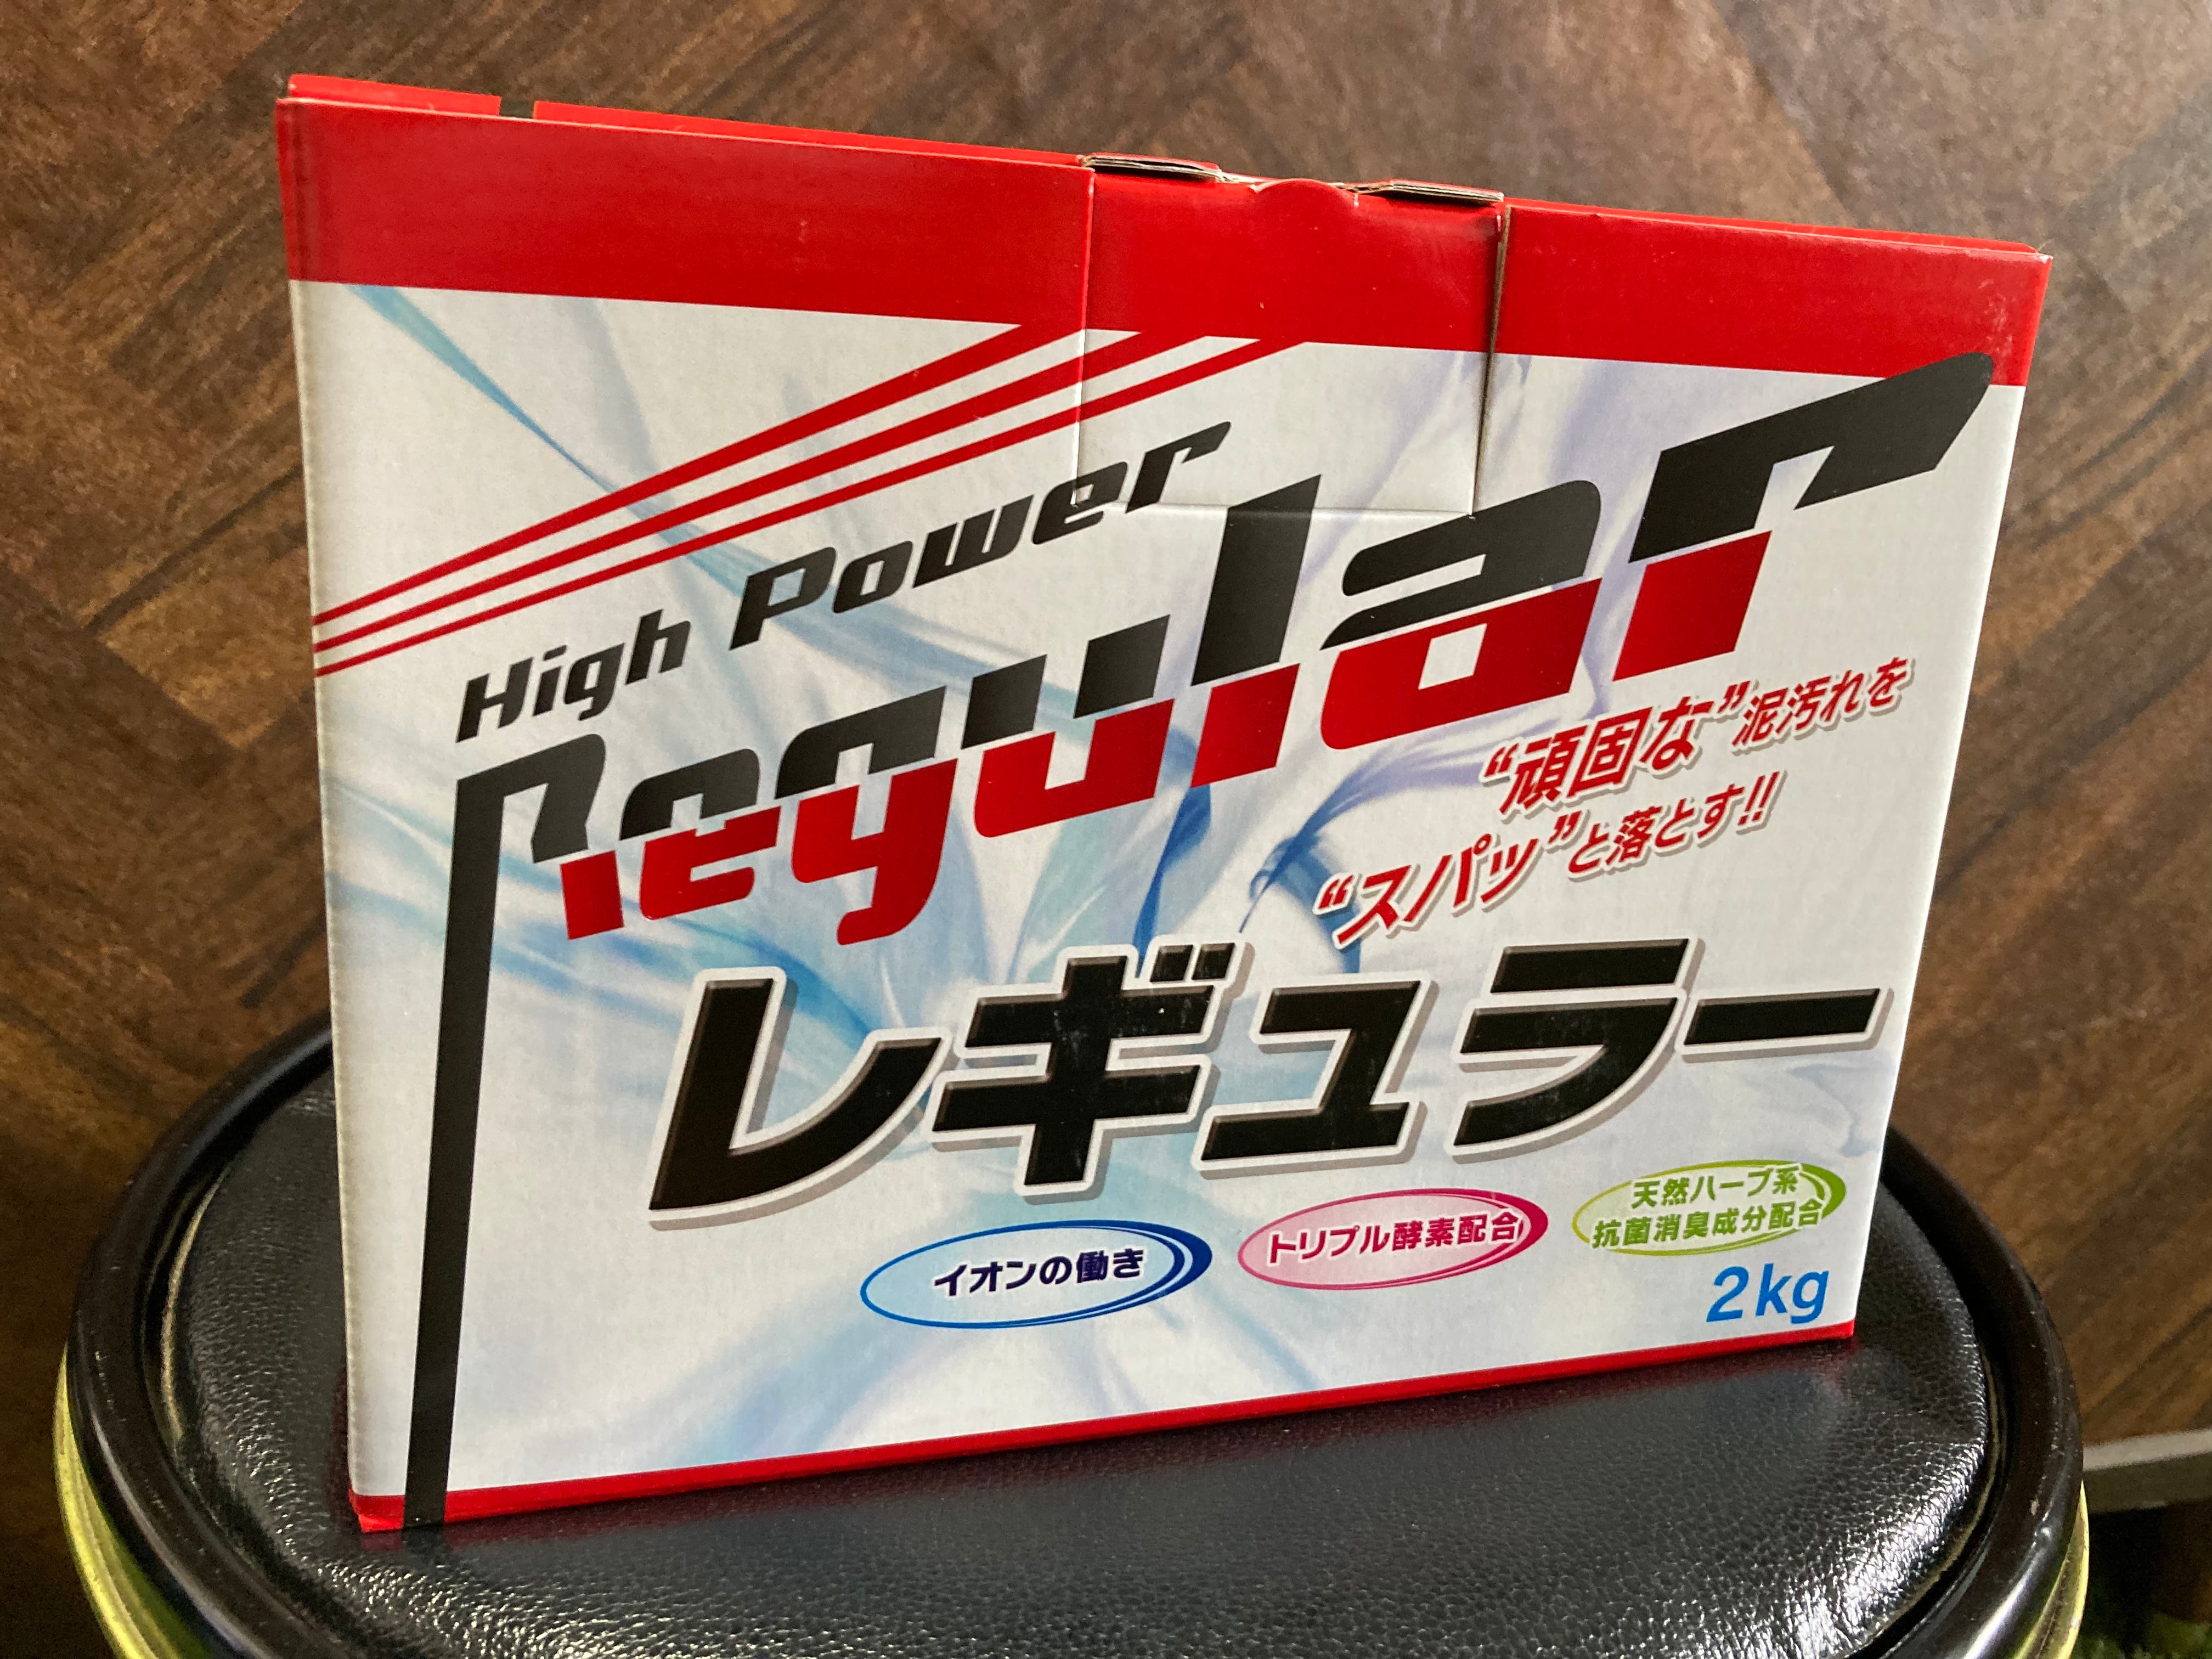 High Power
Regular
“頑固な”泥汚れを
“スパッ”と落とす!!
レギュラー
イオンの働き
トリプル酵素配合
天然ハーブ系
抗菌消臭成分配合
2kg